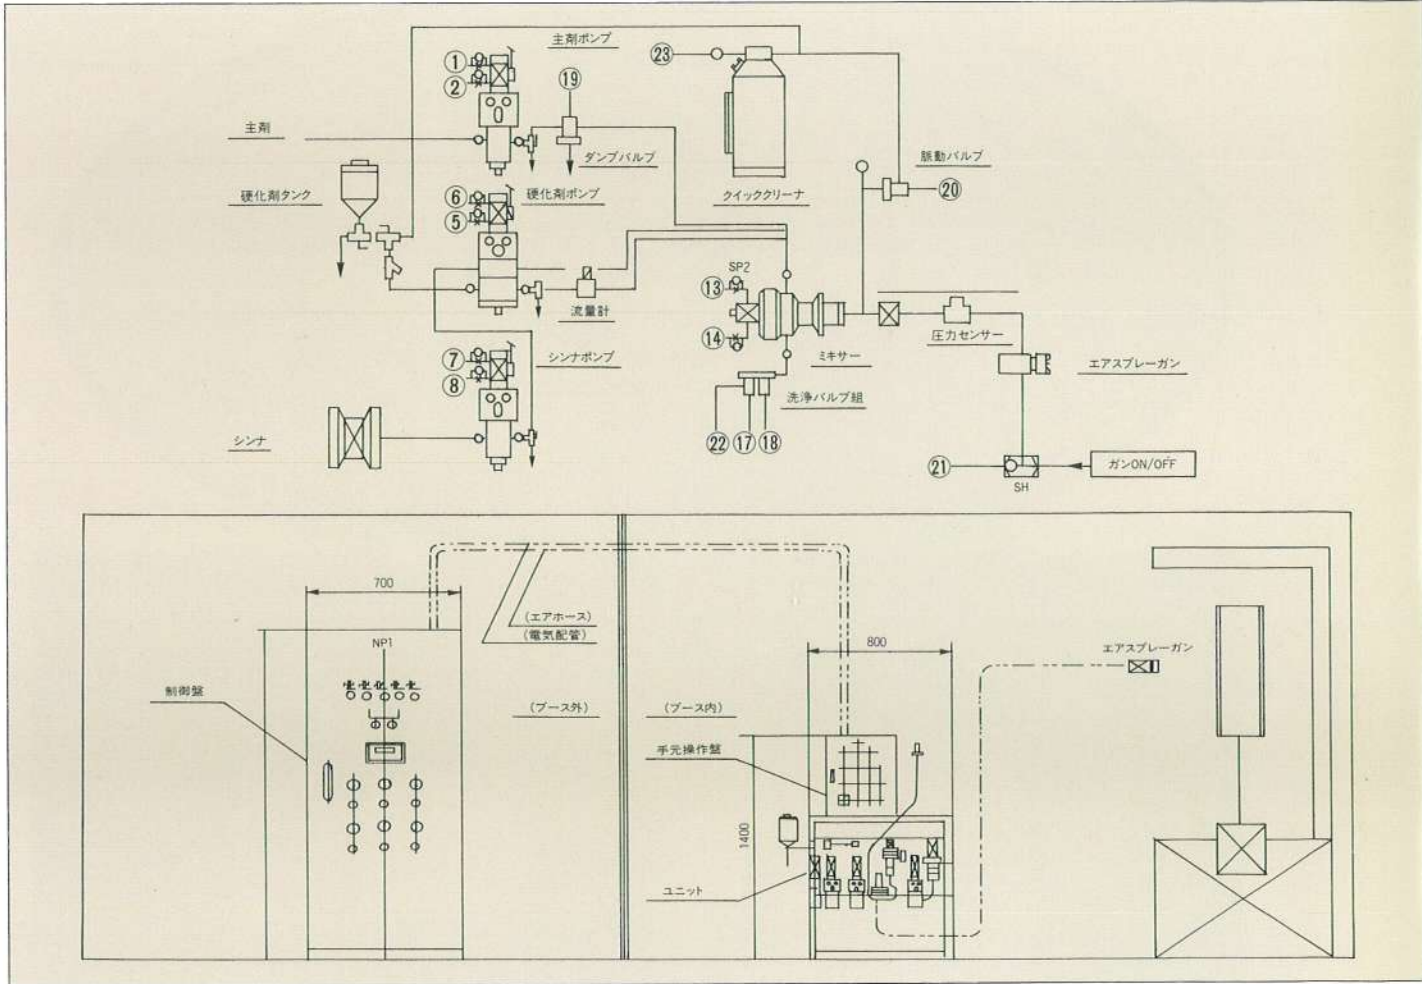 主剤ポンプ
①
②
⑲
㉓
主剤
ダンプバルブ
脈動バルブ
硬化剤タンク
⑥
⑤
硬化剤ポンプ
クイッククリーナ
⑳
SP2
⑬
流量計
⑭
ミキサー
圧力センサー
シンナポンプ
⑦
⑧
エアスプレーガン
洗浄バルブ組
シンナ
㉒
⑰
⑱
㉑
SH
ガンON/OFF
700
(エアホース)
(電気配管)
NP1
800
エアスプレーガン
制御盤
(ブース外)
(ブース内)
手元操作盤
1400
ユニット